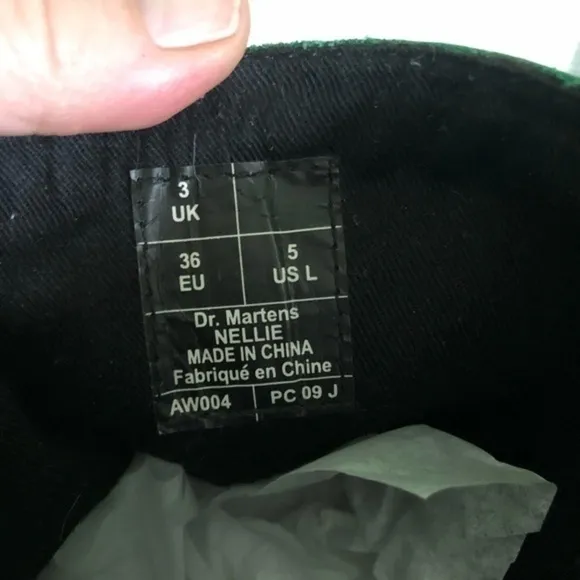 3
UK
36
EU
5
US L
Dr. Martens
NELLIE
MADE IN CHINA
Fabriqué en Chine
AW004
PC 09 J